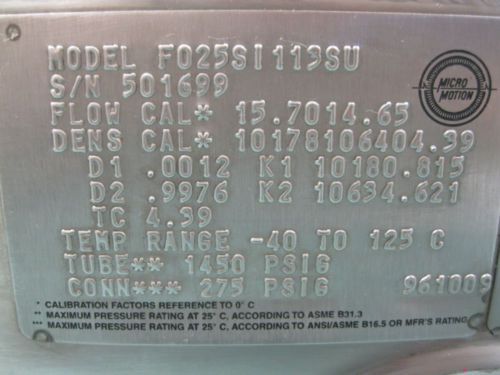 MODEL F025S113SU
S/N 501699
MICRO MOTION
FLOW CAL* 15.7014.65
DENS CAL* 10178106404.39
D1 .0012 K1 10180.815
D2 .9976 K2 10634.621
TC 4.39
TEMP RANGE -40 TO 125 C
TUBE** 1450 PSIG
CONN*** 275 PSIG 961009
* CALIBRATION FACTORS REFERENCE TO 0° C
** MAXIMUM PRESSURE RATING AT 25° C, ACCORDING TO ASME B31.3
*** MAXIMUM PRESSURE RATING AT 25° C, ACCORDING TO ANSI/ASME B16.5 OR MFR'S RATING